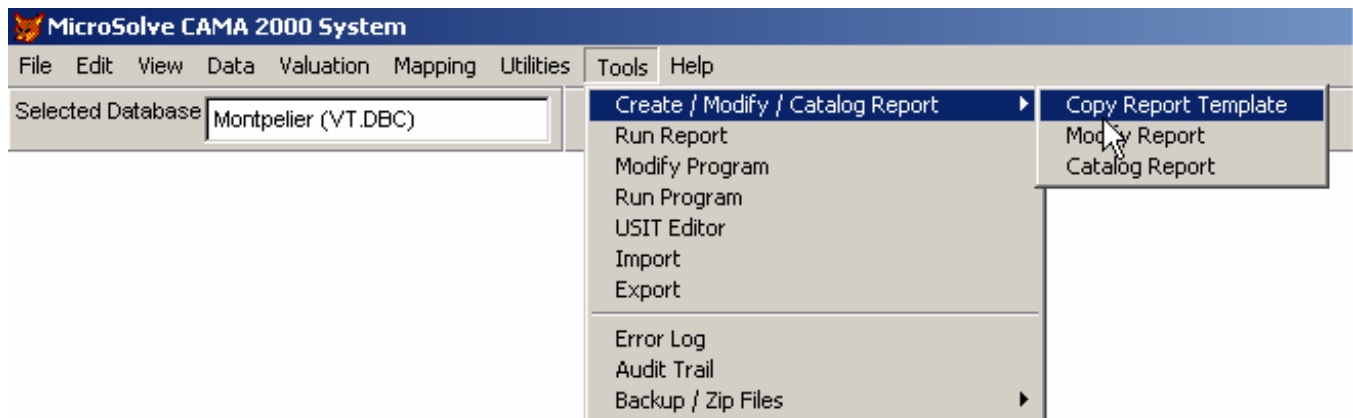 MicroSolve CAMA 2000 System
File Edit View Data Valuation Mapping Utilities Tools Help
Selected Database Montpelier (VT.DBC)
Create / Modify / Catalog Report
Copy Report Template
Run Report
Modify Report
Modify Program
Catalog Report
Run Program
USIT Editor
Import
Export
Error Log
Audit Trail
Backup / Zip Files